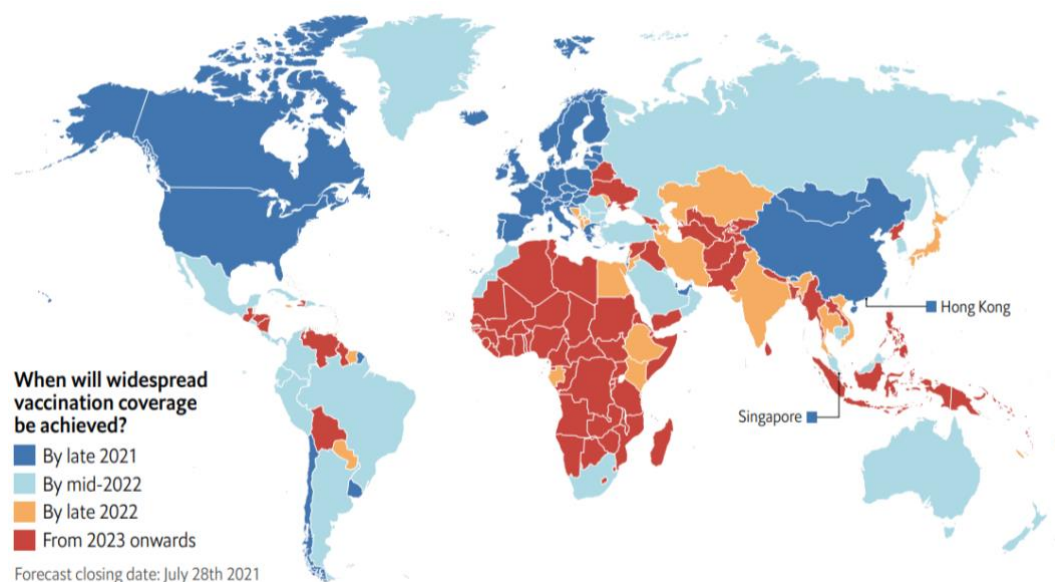 Hong Kong
Singapore
When will widespread
vaccination coverage
be achieved?
By late 2021
By mid-2022
By late 2022
From 2023 onwards
Forecast closing date: July 28th 2021